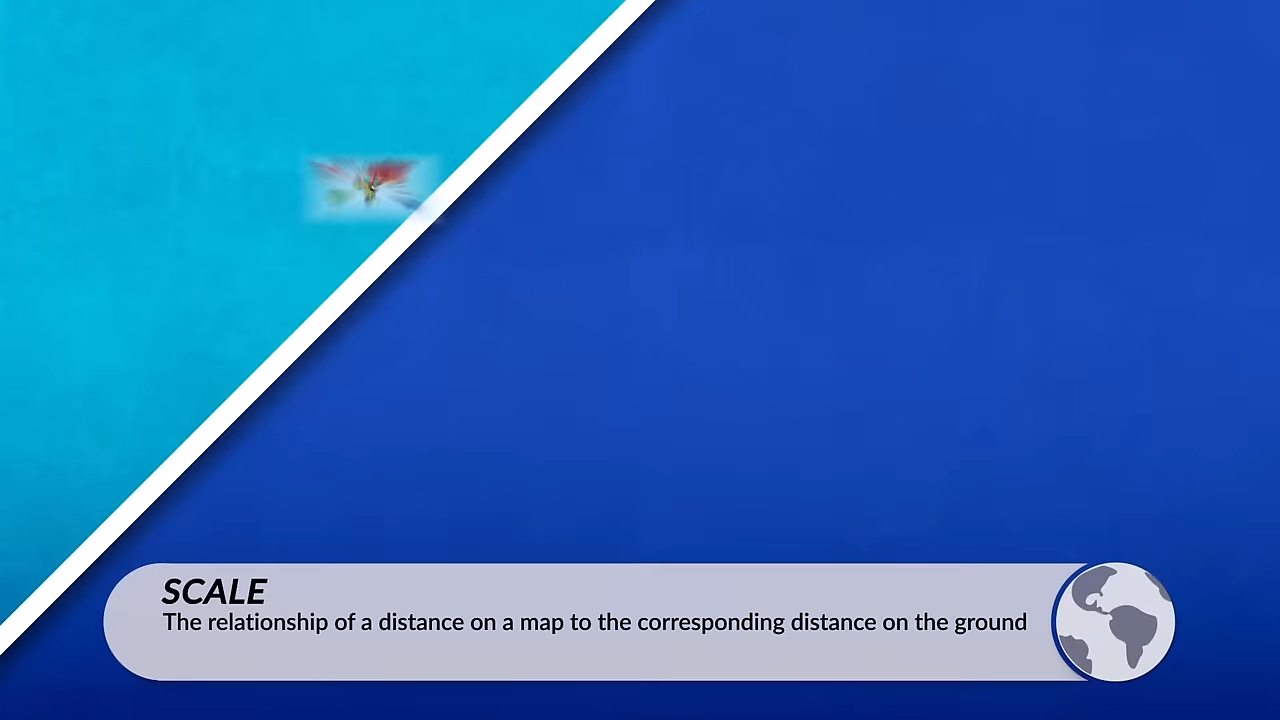 SCALE
The relationship of a distance on a map to the corresponding distance on the ground